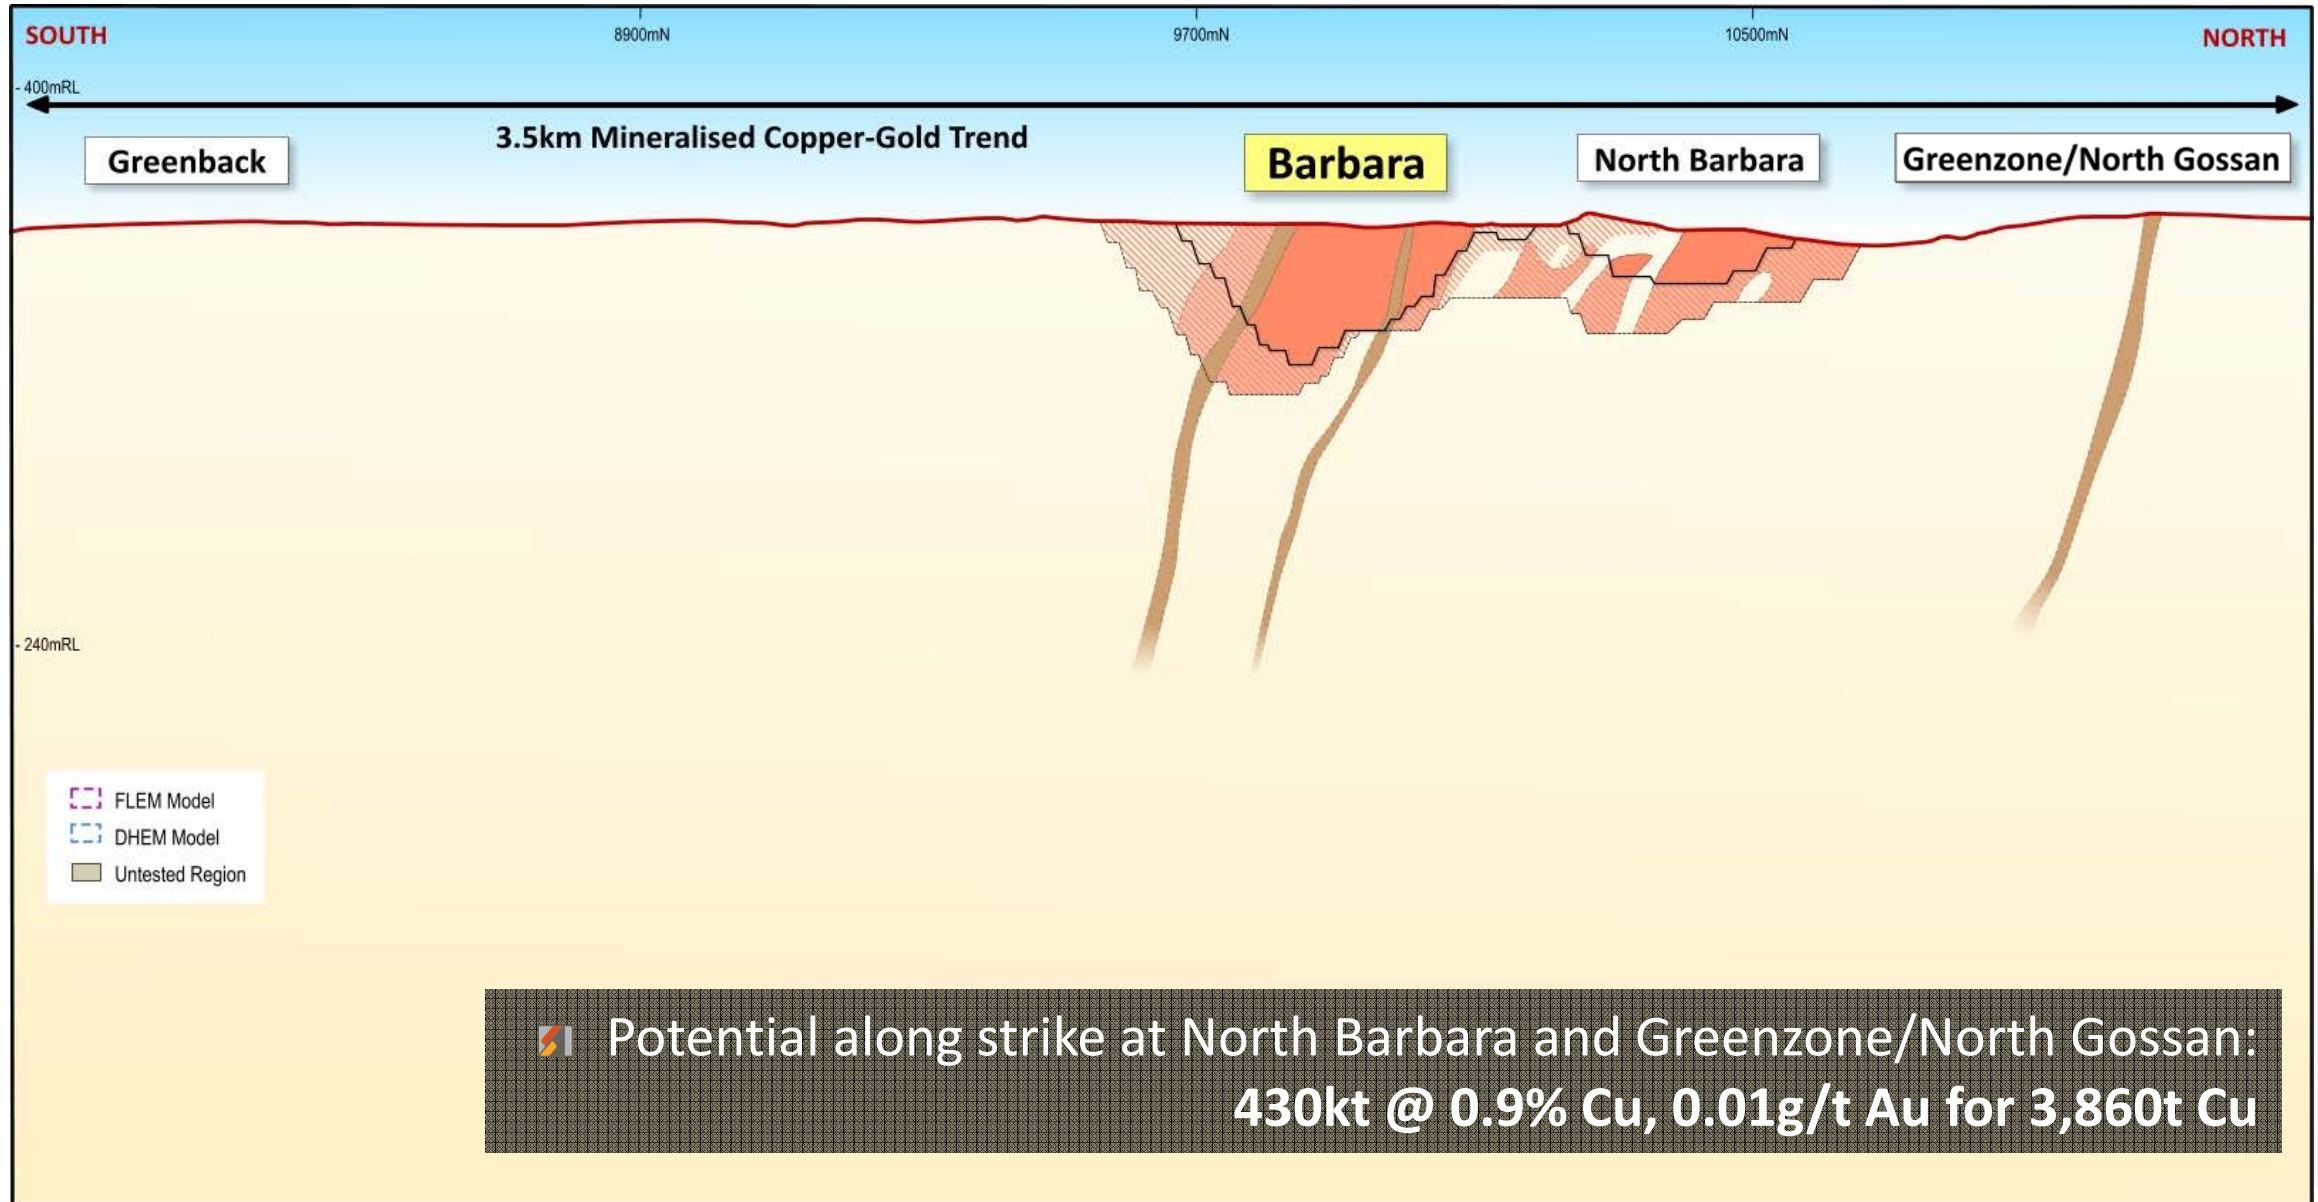 SOUTH
8900mN
9700mN
10500mN
NORTH
- 400mRL
3.5km Mineralised Copper-Gold Trend
Greenback
Barbara
North Barbara
Greenzone/North Gossan
- 240mRL
FLEM Model
DHEM Model
Untested Region
Potential along strike at North Barbara and Greenzone/North Gossan:
430kt @ 0.9% Cu, 0.01g/t Au for 3,860t Cu